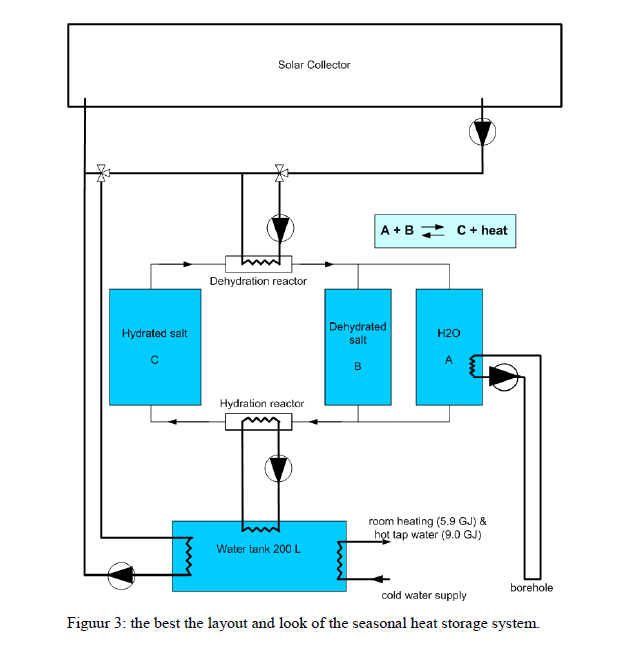 Solar Collector
A + B ⇄ C + heat
Dehydration reactor
Hydrated salt
C
Dehydrated
salt
B
H2O
A
Hydration reactor
room heating (5.9 GJ) &
hot tap water (9.0 GJ)
Water tank 200 L
cold water supply
borehole
Figuur 3: the best the layout and look of the seasonal heat storage system.